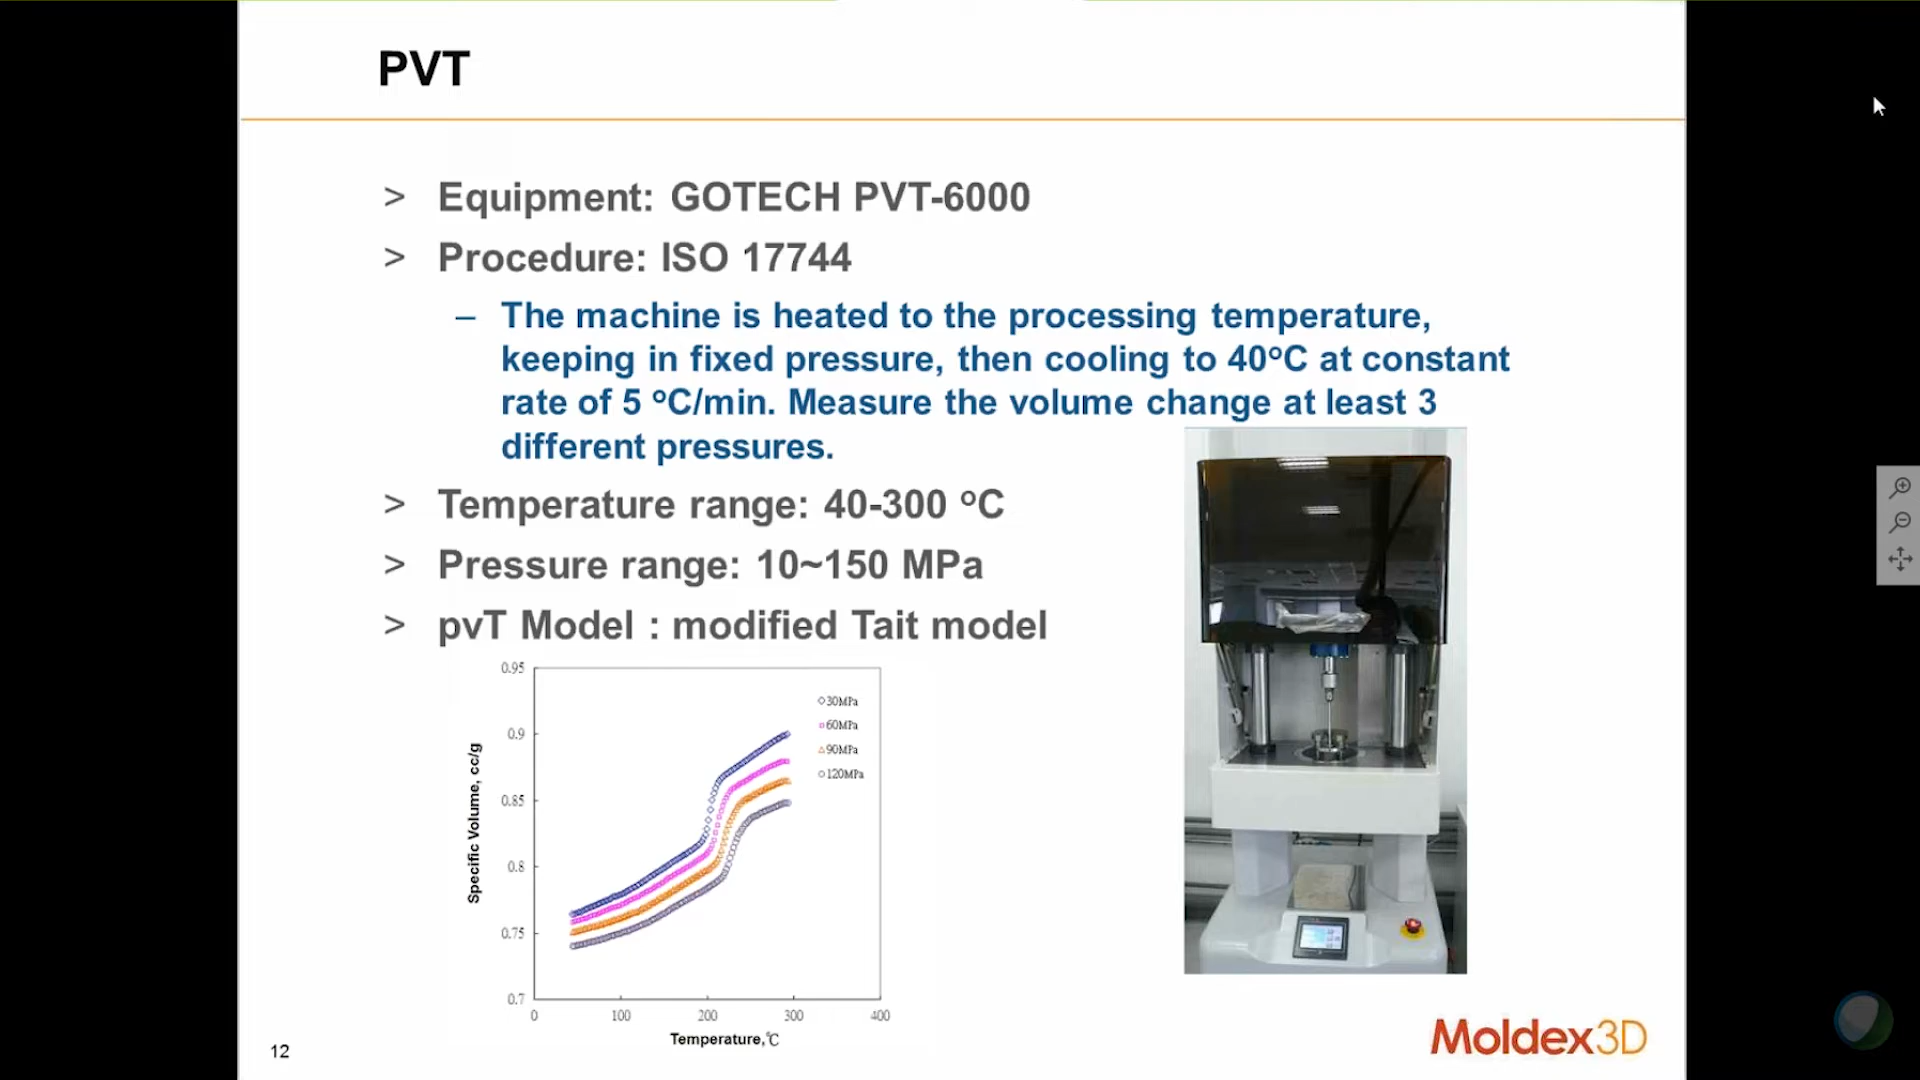 PVT
> Equipment: GOTECH PVT-6000
> Procedure: ISO 17744
– The machine is heated to the processing temperature,
keeping in fixed pressure, then cooling to 40°C at constant
rate of 5 °C/min. Measure the volume change at least 3
different pressures.
> Temperature range: 40-300 °C
> Pressure range: 10~150 MPa
> pvT Model : modified Tait model
0.95
0.9
0.85
0.8
0.75
0.7
Specific Volume, cc/g
30MPa
60MPa
90MPa
120MPa
0 100 200 300 400
Temperature,℃
12
Moldex3D